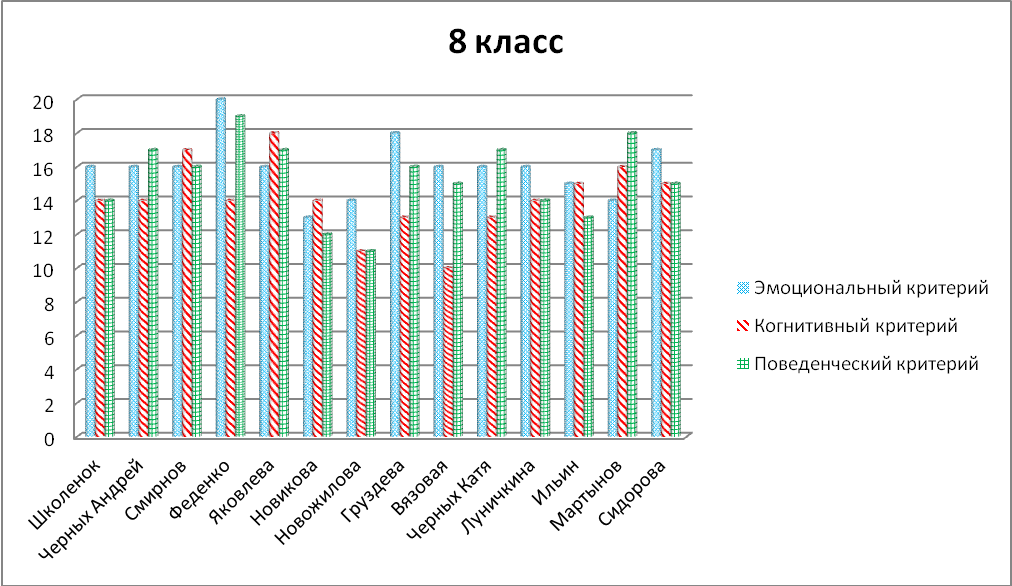 8 класс
20
18
16
14
12
10
8
6
4
2
0
Школенок
Черных Андрей
Смирнов
Феденко
Яковлева
Новикова
Новожилова
Груздева
Вязовая
Черных Катя
Луничкина
Ильин
Мартынов
Сидорова
Эмоциональный критерий
Когнитивный критерий
Поведенческий критерий